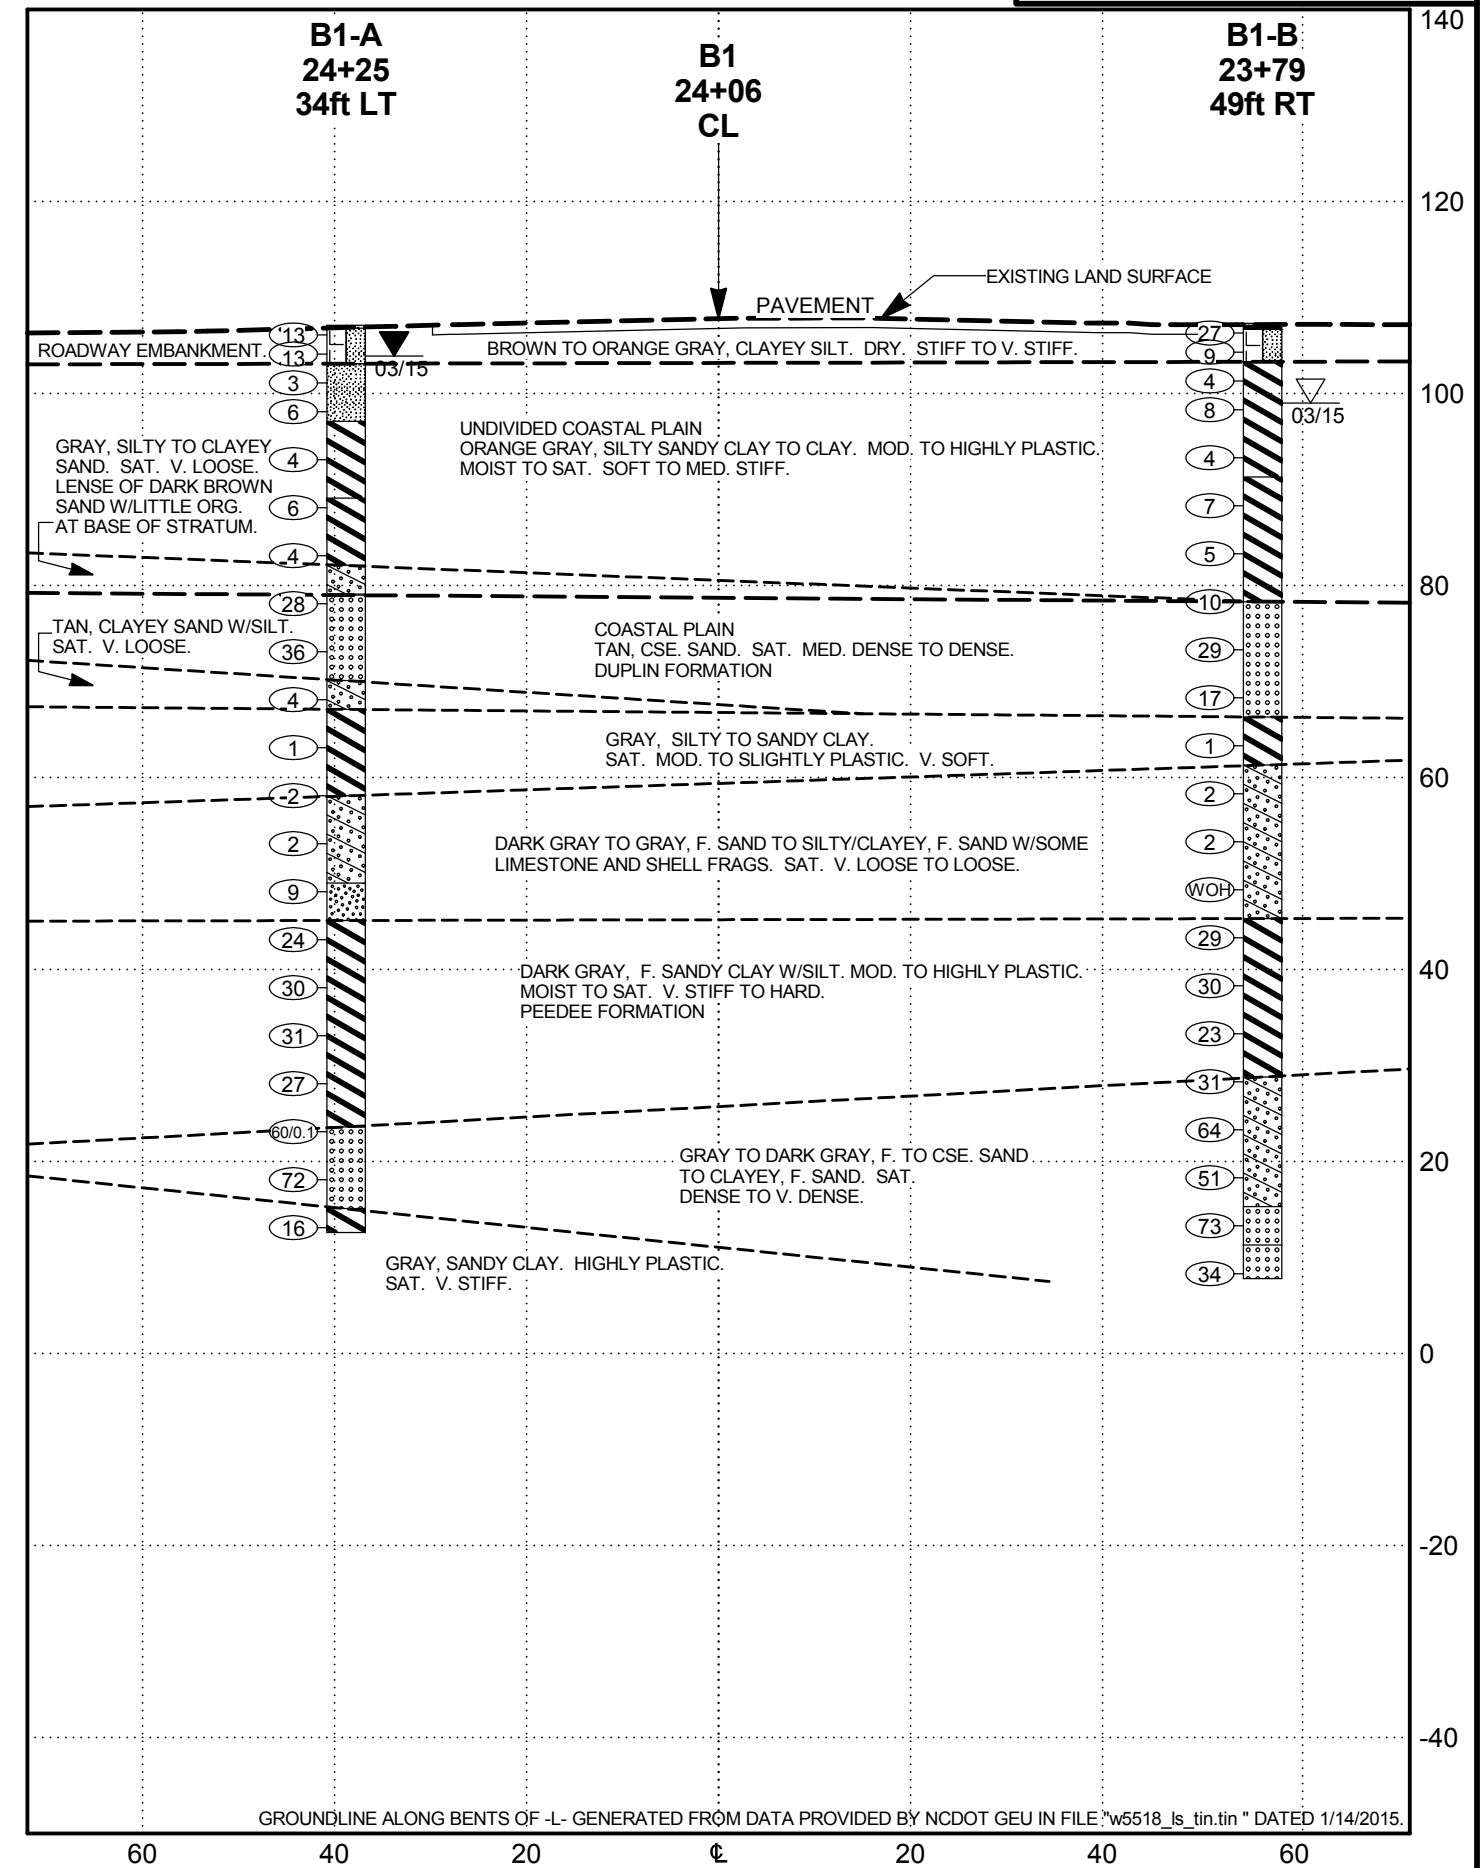 140
B1-A
24+25
34ft LT
B1
24+06
CL
B1-B
23+79
49ft RT
120
EXISTING LAND SURFACE
PAVEMENT
13
27
ROADWAY EMBANKMENT.
BROWN TO ORANGE GRAY, CLAYEY SILT. DRY. STIFF TO V. STIFF.
13
9
03/15
3
4
100
6
8
03/15
UNDIVIDED COASTAL PLAIN
ORANGE GRAY, SILTY SANDY CLAY TO CLAY. MOD. TO HIGHLY PLASTIC.
MOIST TO SAT. SOFT TO MED. STIFF.
GRAY, SILTY TO CLAYEY
SAND. SAT. V. LOOSE.
LENSE OF DARK BROWN
SAND W/LITTLE ORG.
AT BASE OF STRATUM.
4
4
6
7
4
5
80
28
10
TAN, CLAYEY SAND W/SILT.
SAT. V. LOOSE.
COASTAL PLAIN
TAN, CSE. SAND. SAT. MED. DENSE TO DENSE.
DUPLIN FORMATION
36
29
4
17
GRAY, SILTY TO SANDY CLAY.
SAT. MOD. TO SLIGHTLY PLASTIC. V. SOFT.
1
1
60
2
2
DARK GRAY TO GRAY, F. SAND TO SILTY/CLAYEY, F. SAND W/SOME
LIMESTONE AND SHELL FRAGS. SAT. V. LOOSE TO LOOSE.
2
2
9
WOH
24
29
40
DARK GRAY, F. SANDY CLAY W/SILT. MOD. TO HIGHLY PLASTIC.
MOIST TO SAT. V. STIFF TO HARD.
PEEDEE FORMATION
30
30
31
23
27
31
60/0.1
64
GRAY TO DARK GRAY, F. TO CSE. SAND
TO CLAYEY, F. SAND. SAT.
DENSE TO V. DENSE.
20
72
51
16
73
GRAY, SANDY CLAY. HIGHLY PLASTIC.
SAT. V. STIFF.
34
0
-20
-40
GROUNDLINE ALONG BENTS OF -L- GENERATED FROM DATA PROVIDED BY NCDOT GEU IN FILE "w5518_ls_tin.tin " DATED 1/14/2015.
60 40 20 ℄ 20 40 60